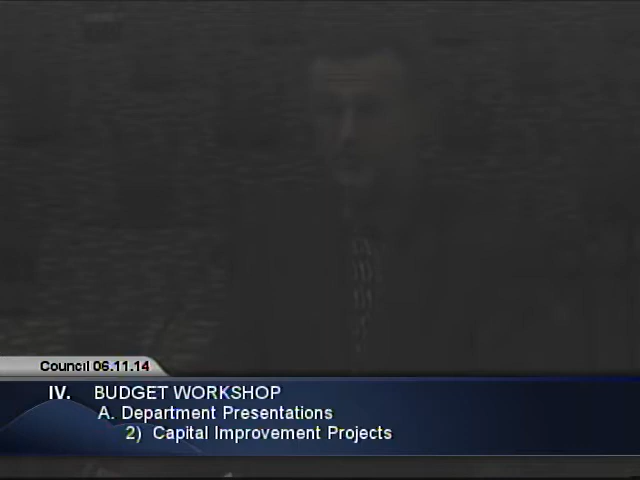 Council 06.11.14
IV. BUDGET WORKSHOP
A. Department Presentations
2) Capital Improvement Projects